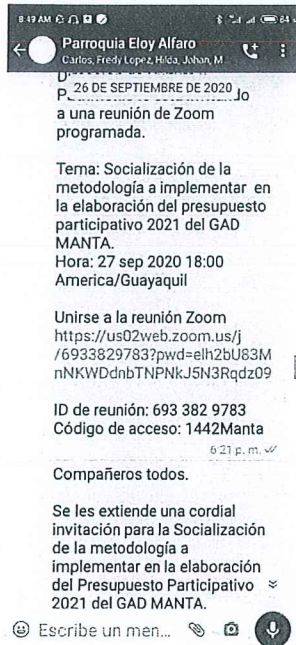 8:49 AM
64
Parroquia Eloy Alfaro
Carlos, Fredy Lopez, Hilda, Jahan, M
26 DE SEPTIEMBRE DE 2020
a una reunión de Zoom
programada.
Tema: Socialización de la
metodología a implementar en
la elaboración del presupuesto
participativo 2021 del GAD
MANTA.
Hora: 27 sep 2020 18:00
America/Guayaquil
Unirse a la reunión Zoom
https://us02web.zoom.us/j
/6933829783?pwd=elh2bU83M
nNKWDdnbTNPNkJ5N3Rqdz09
ID de reunión: 693 382 9783
Código de acceso: 1442Manta
6:21 p. m.
Compañeros todos.
Se les extiende una cordial
invitación para la Socialización
de la metodología a
implementar en la elaboración
del Presupuesto Participativo
2021 del GAD MANTA.
Escribe un men...